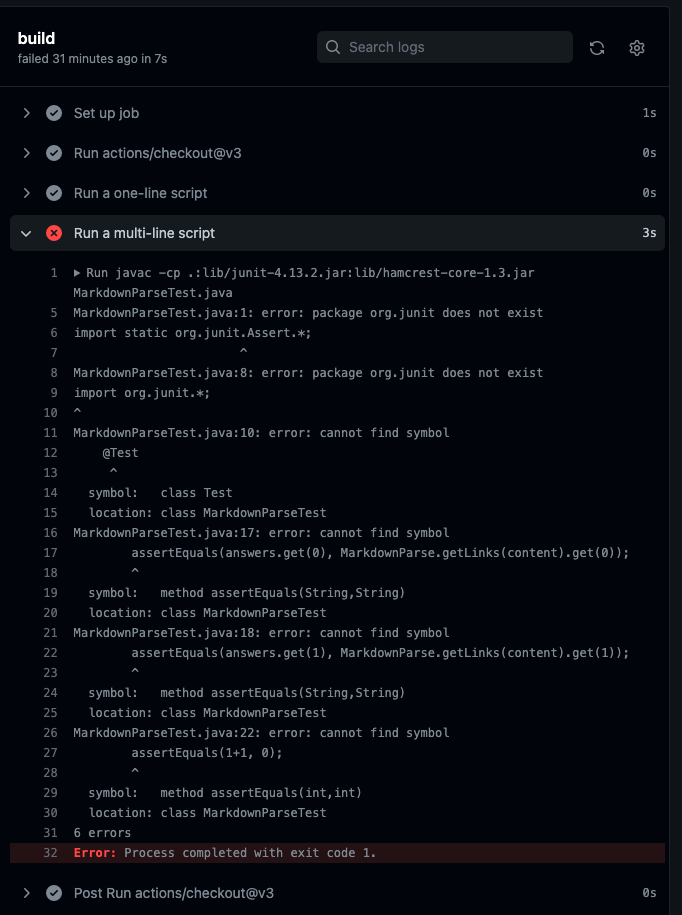 build
failed 31 minutes ago in 7s
Search logs
Set up job 1s
Run actions/checkout@v3 0s
Run a one-line script 0s
Run a multi-line script 3s
1 Run javac -cp .:lib/junit-4.13.2.jar:lib/hamcrest-core-1.3.jar
MarkdownParseTest.java
5 MarkdownParseTest.java:1: error: package org.junit does not exist
6 import static org.junit.Assert.*;
7 ^
8 MarkdownParseTest.java:8: error: package org.junit does not exist
9 import org.junit.*;
10 ^
11 MarkdownParseTest.java:10: error: cannot find symbol
12 @Test
13 ^
14 symbol: class Test
15 location: class MarkdownParseTest
16 MarkdownParseTest.java:17: error: cannot find symbol
17 assertEquals(answers.get(0), MarkdownParse.getLinks(content).get(0));
18 ^
19 symbol: method assertEquals(String,String)
20 location: class MarkdownParseTest
21 MarkdownParseTest.java:18: error: cannot find symbol
22 assertEquals(answers.get(1), MarkdownParse.getLinks(content).get(1));
23 ^
24 symbol: method assertEquals(String,String)
25 location: class MarkdownParseTest
26 MarkdownParseTest.java:22: error: cannot find symbol
27 assertEquals(1+1, 0);
28 ^
29 symbol: method assertEquals(int,int)
30 location: class MarkdownParseTest
31 6 errors
32 Error: Process completed with exit code 1.
Post Run actions/checkout@v3 0s